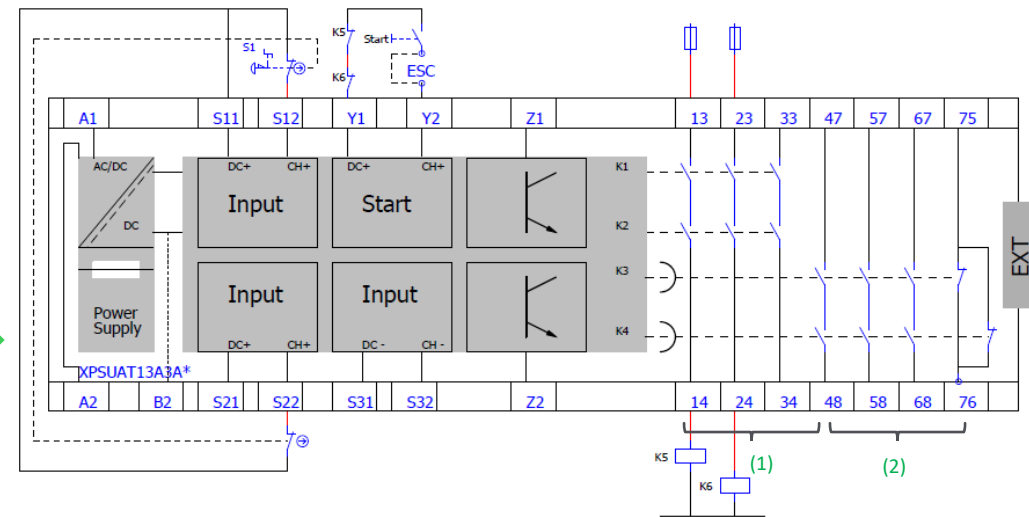 K5 Start
S1
K6 ESC
A1 S11 S12 Y1 Y2 Z1 13 23 33 47 57 67 75
AC/DC DC+ CH+ DC+ CH+ K1
Input Start
DC K2
EXT
K3
Input Input
Power
Supply K4
DC+ CH+ DC - CH -
XPSUAT13A3A*
A2 B2 S21 S22 S31 S32 Z2 14 24 34 48 58 68 76
K5 (1) (2)
K6